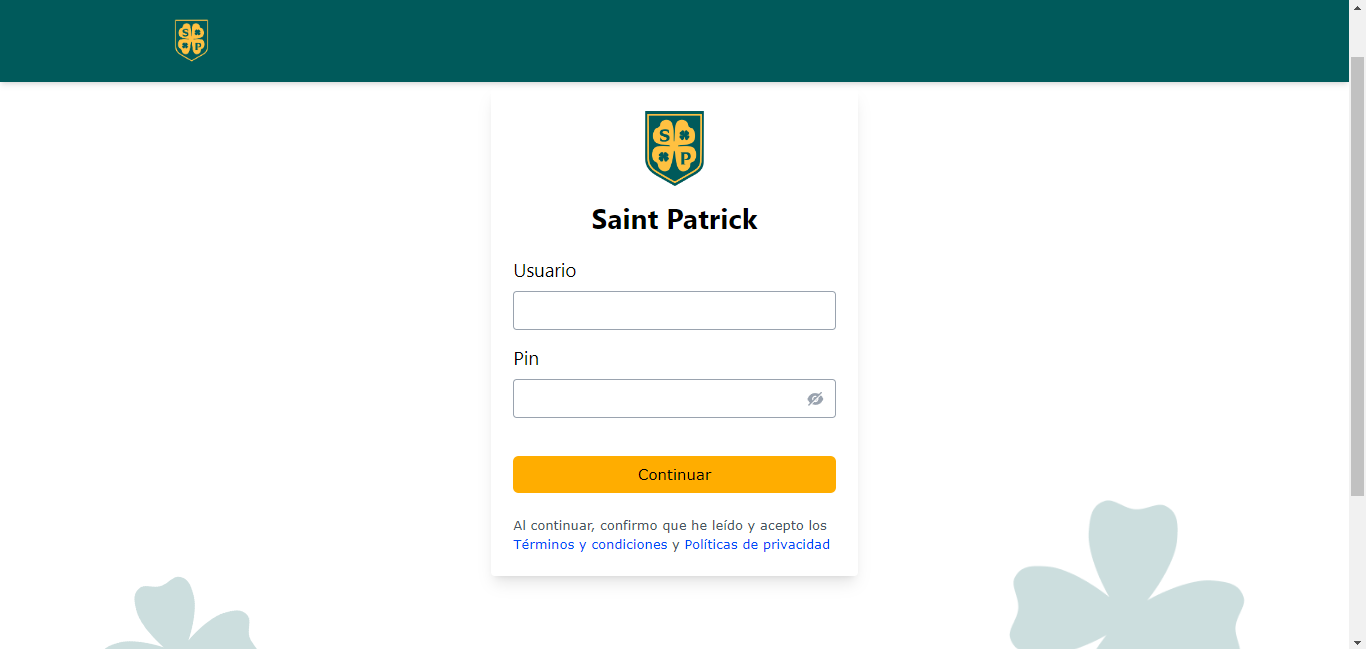 S
P
S
P
Saint Patrick
Usuario
Pin
Continuar
Al continuar, confirmo que he leído y acepto los
Términos y condiciones y Políticas de privacidad